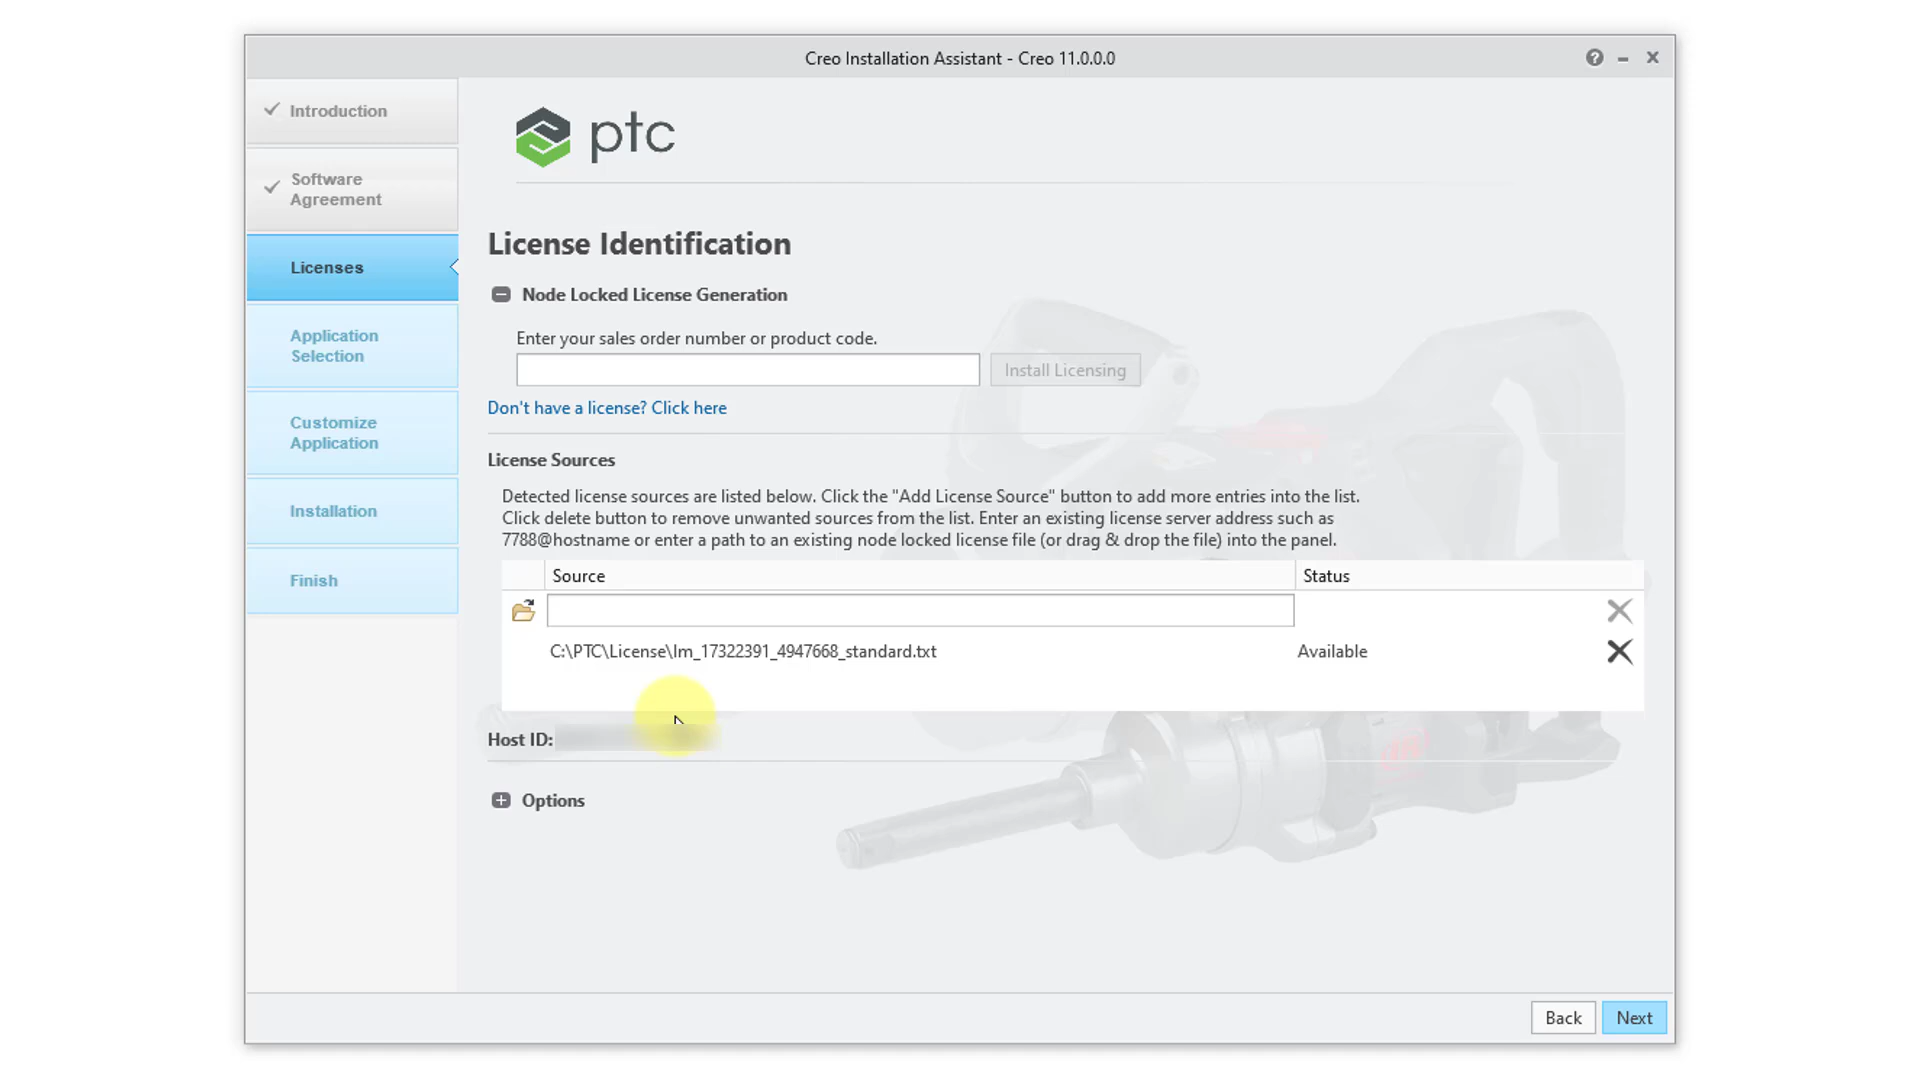 Creo Installation Assistant - Creo 11.0.0.0
Introduction
Software
Agreement
Licenses
Application
Selection
Customize
Application
Installation
Finish
ptc
License Identification
Node Locked License Generation
Enter your sales order number or product code.
Install Licensing
Don't have a license? Click here
License Sources
Detected license sources are listed below. Click the "Add License Source" button to add more entries into the list.
Click delete button to remove unwanted sources from the list. Enter an existing license server address such as
7788@hostname or enter a path to an existing node locked license file (or drag & drop the file) into the panel.
Source Status
C:\PTC\License\lm_17322391_4947668_standard.txt Available
Host ID:
Options
Back Next